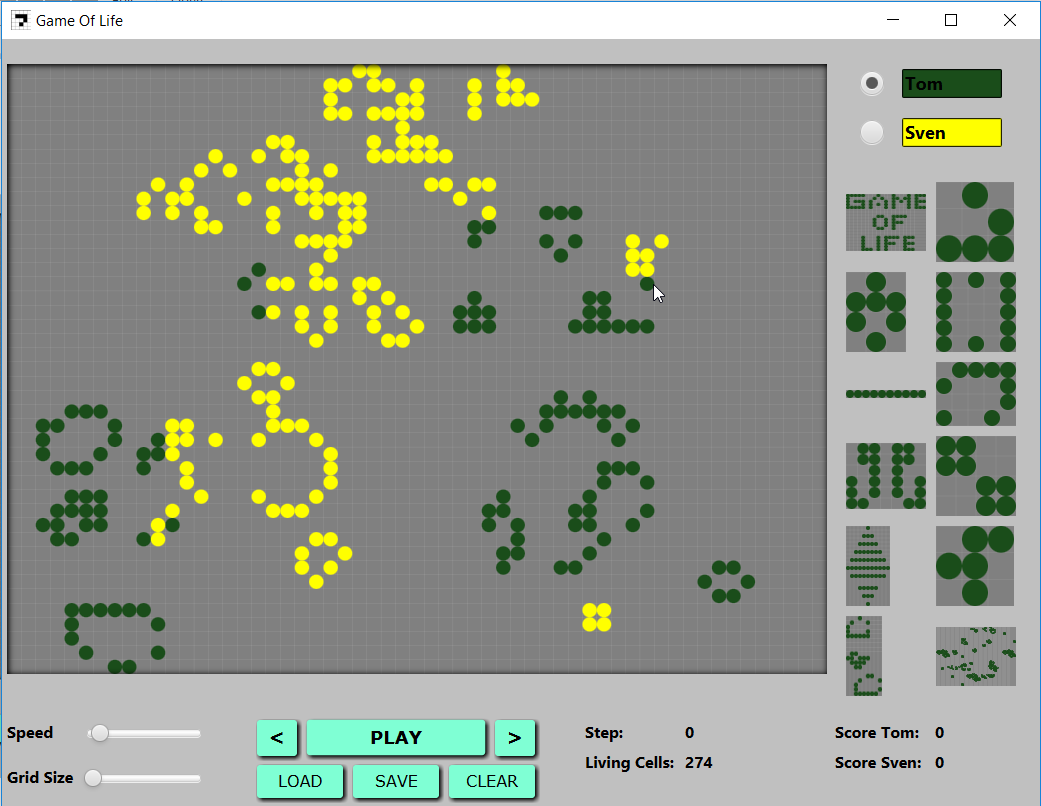 Game Of Life
Tom
Sven
GAME
OF
LIFE
Speed
Grid Size
<
PLAY
>
LOAD
SAVE
CLEAR
Step: 0
Living Cells: 274
Score Tom: 0
Score Sven: 0